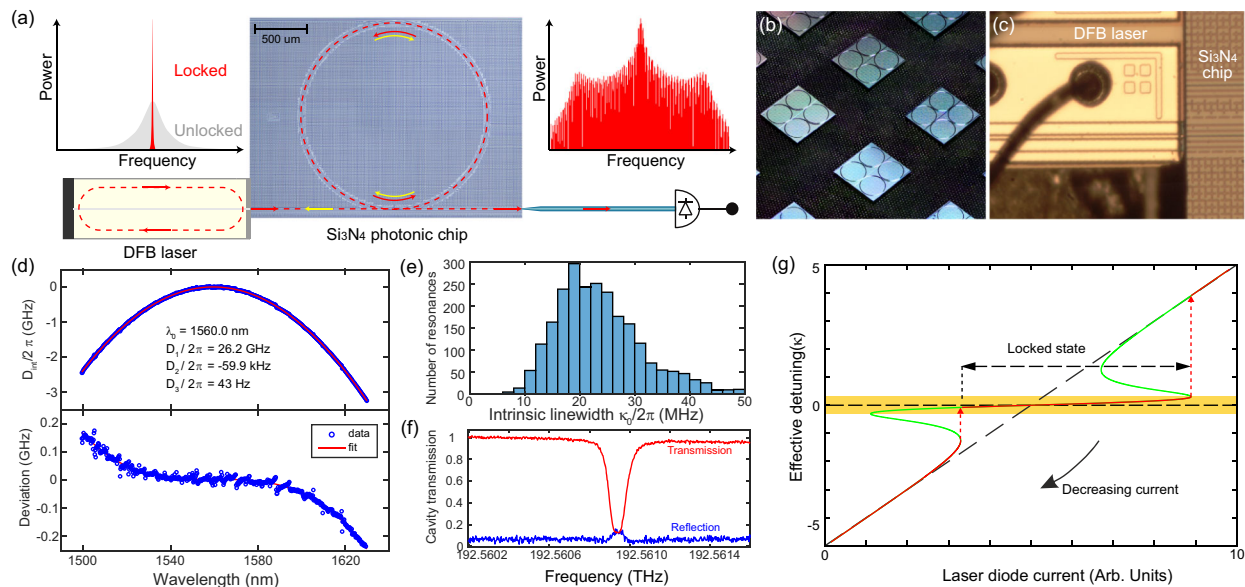 (a)
Power
Locked
Unlocked
Frequency
500 um
Power
Frequency
DFB laser
Si₃N₄ photonic chip
(b)
(c)
DFB laser
Si₃N₄
chip
(d)
D_int/2 π (GHz)
0
-1
-2
-3
λ₀ = 1560.0 nm
D₁ / 2π = 26.2 GHz
D₂ / 2π = -59.9 kHz
D₃ / 2π = 43 Hz
Deviation (GHz)
0.2
0.1
0
-0.1
-0.2
data
fit
1500 1540 1580 1620
Wavelength (nm)
(e)
Number of resonances
300
250
200
150
100
50
0
0 10 20 30 40 50
Intrinsic linewidth κ₀/2π (MHz)
(f)
Cavity transmission
1
0.8
0.6
0.4
0.2
0
Transmission
Reflection
192.5602 192.5606 192.5610 192.5614
Frequency (THz)
(g)
Effective detuning(κ)
5
0
-5
Locked state
Decreasing current
0 10
Laser diode current (Arb. Units)